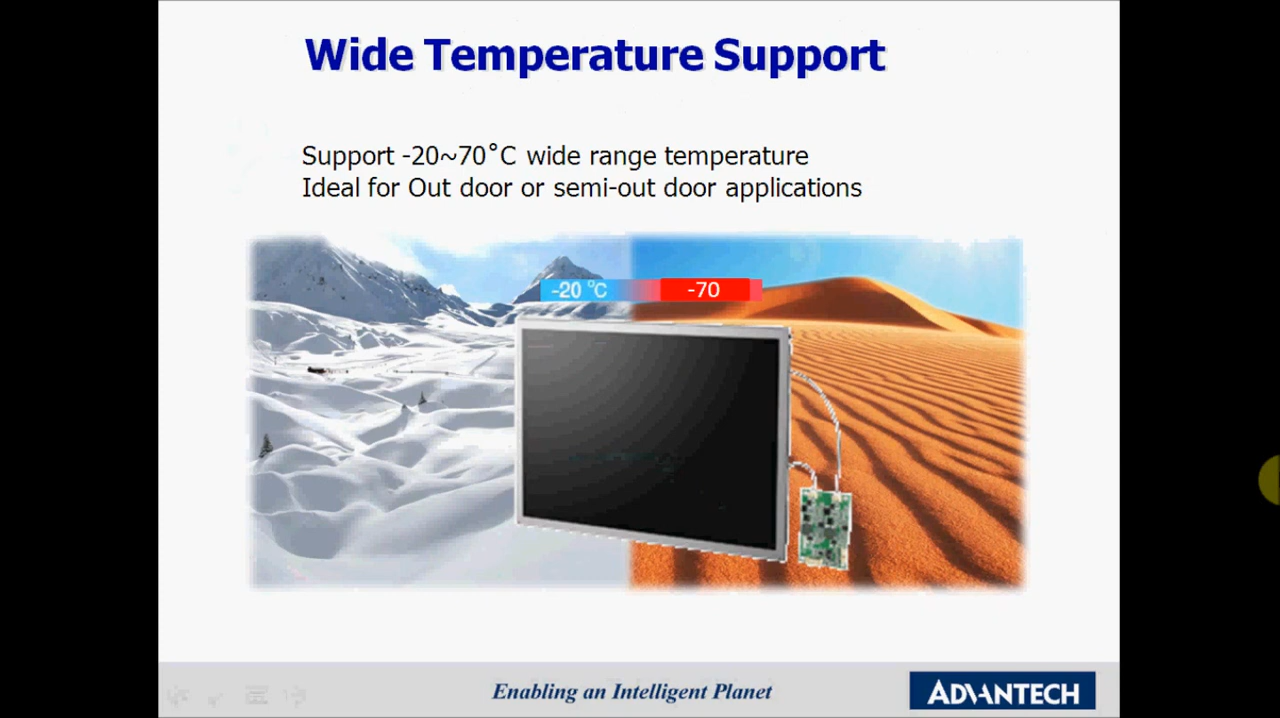 Wide Temperature Support
Support -20~70˚C wide range temperature
Ideal for Out door or semi-out door applications
-20 ℃ -70
Enabling an Intelligent Planet
ADVANTECH